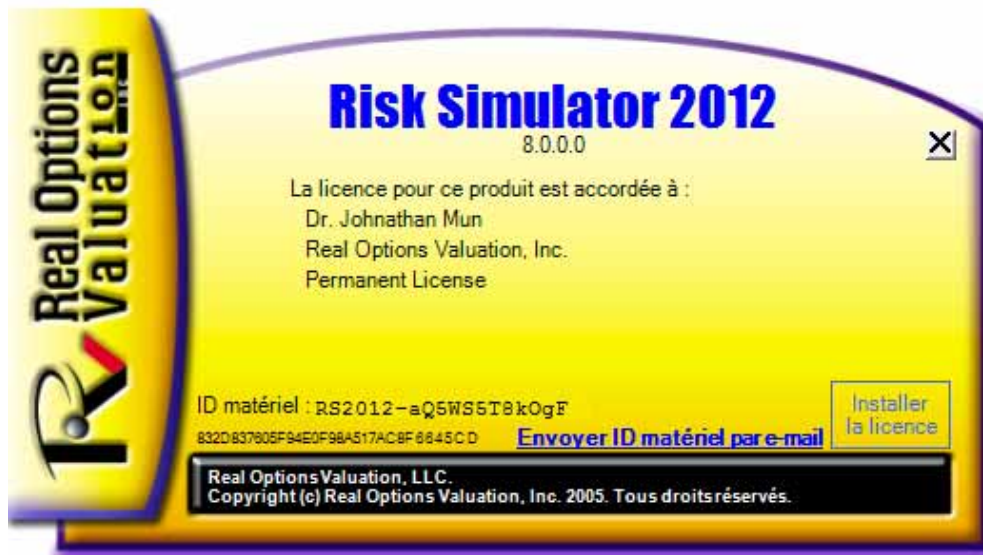 Real Options
Valuation
INC
Risk Simulator 2012
8.0.0.0
La licence pour ce produit est accordée à :
Dr. Johnathan Mun
Real Options Valuation, Inc.
Permanent License
ID matériel : RS2012-aQ5WS5T8kOgF
832D837605F94E0F98A517AC8F6645CD
Envoyer ID matériel par e-mail
Installer
la licence
Real Options Valuation, LLC.
Copyright (c) Real Options Valuation, Inc. 2005. Tous droits réservés.